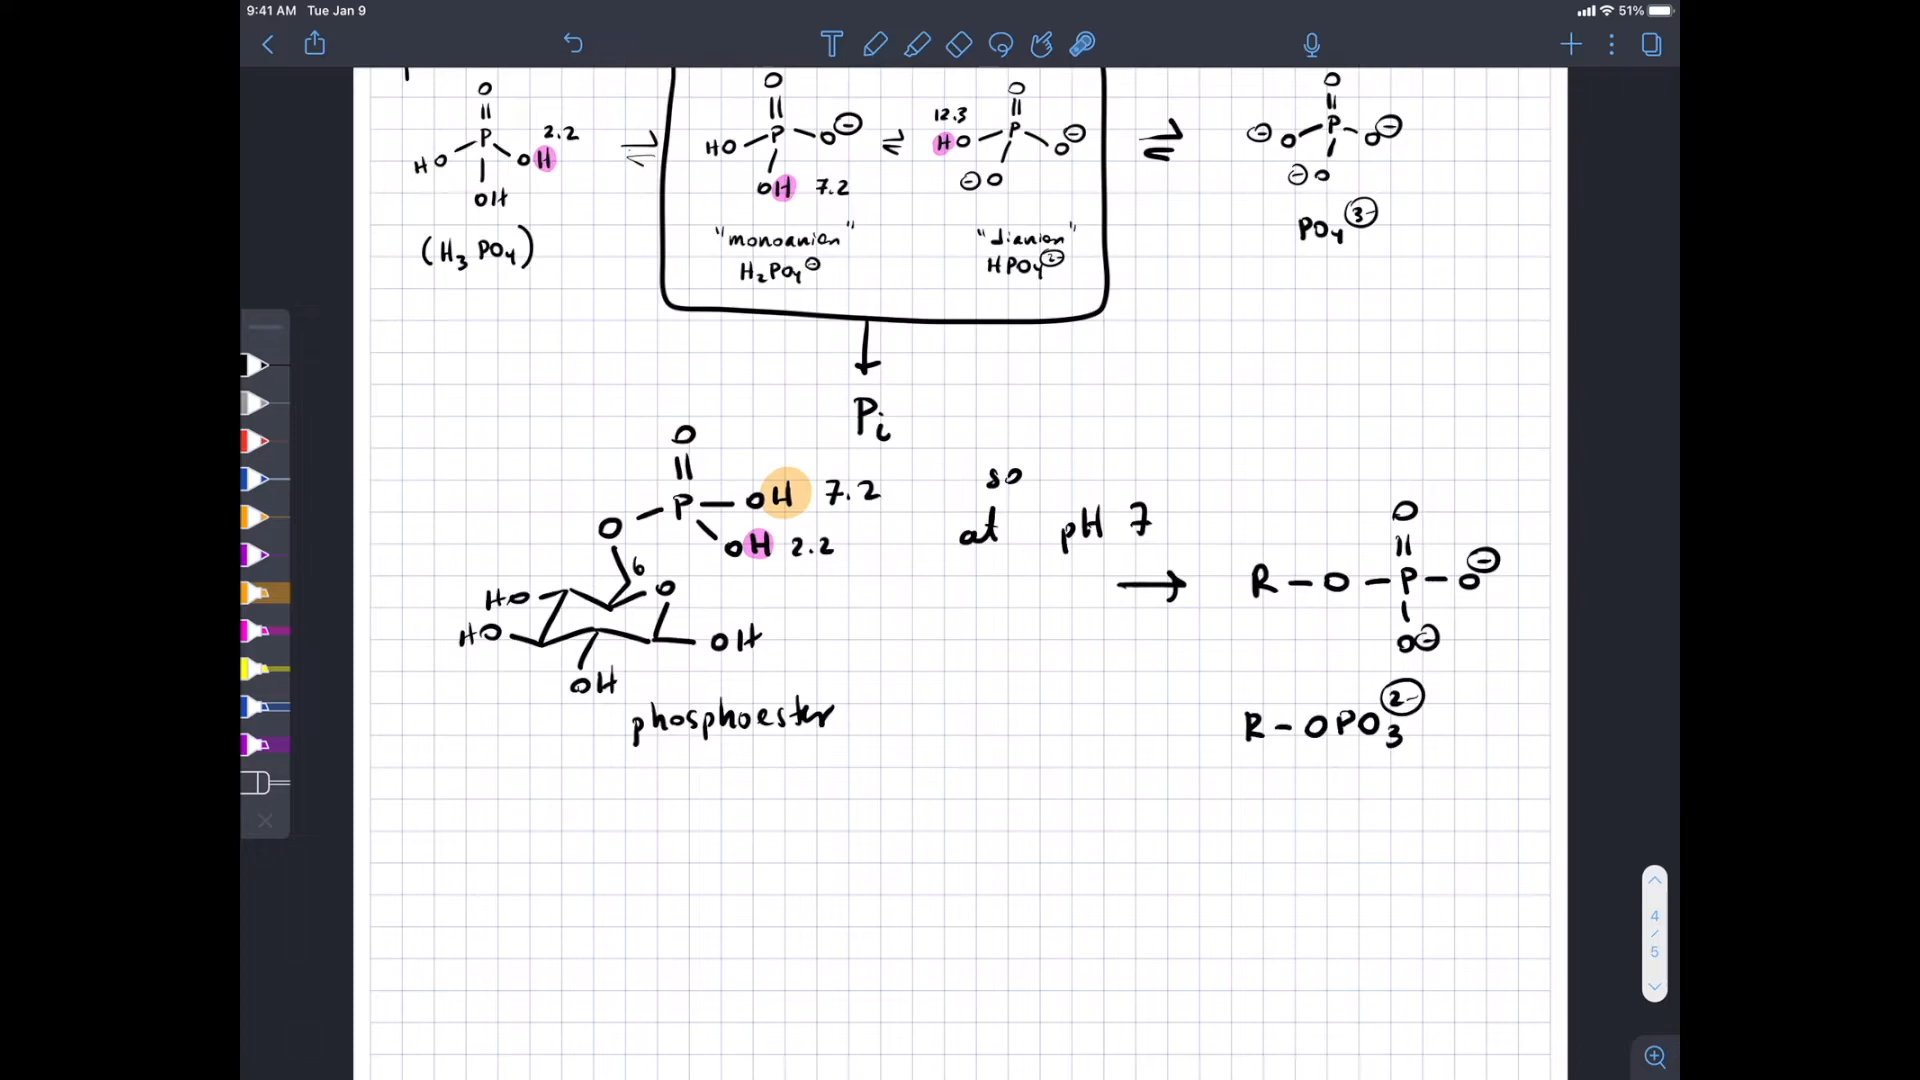 9:41 AM Tue Jan 9
51%
O
P
HO
OH 2.2
OH
(H3PO4)
⇌
O
P
HO
O⊖
OH 7.2
"monoanion"
H2PO4⊖
⇌
O
12.3
HO
P
O⊖
⊖O
"dianion"
HPO4 2-
⇌
O
⊖O
P
O⊖
⊖O
PO4 3-
Pi
O
P
OH 7.2
O
OH 2.2
6
O
HO
HO
OH
OH
phosphoester
so
at pH 7
→
O
R-O-P-O⊖
O⊖
R-OPO3 2-
4
/
5